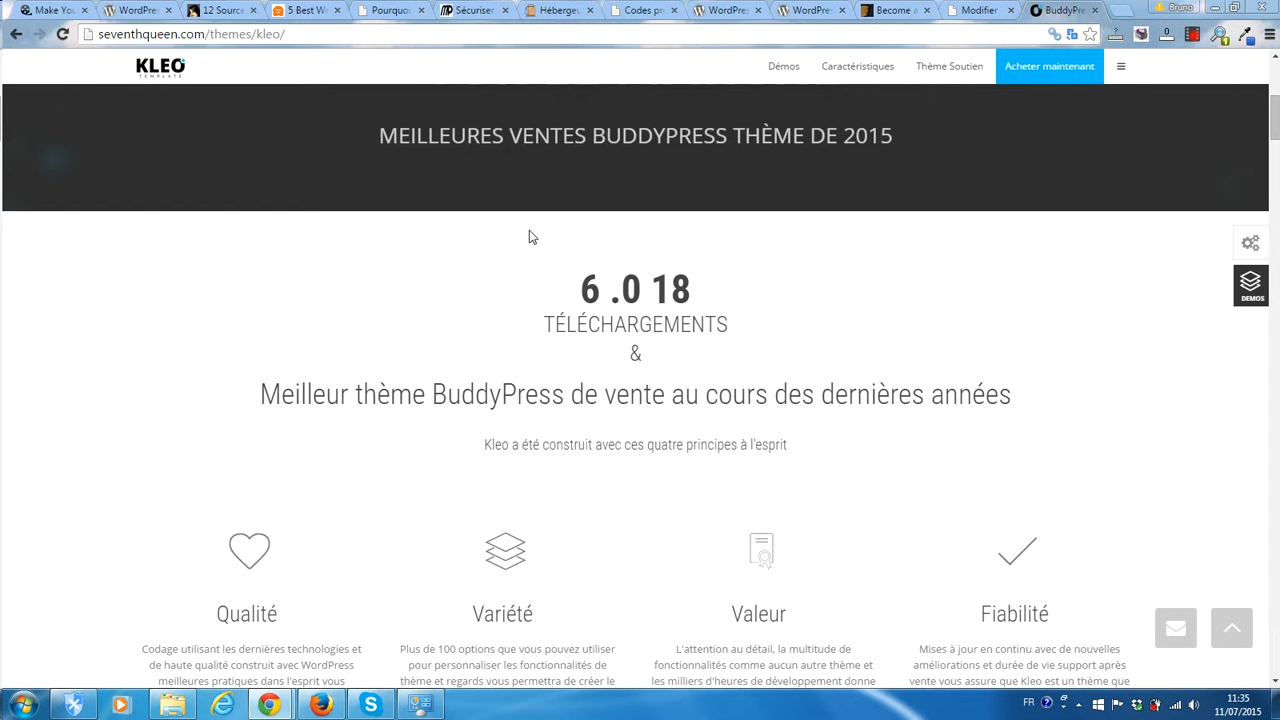 Make Yo
12 Source
5 Best W
Pourquoi
Sécuriser
Héberge
Codes pr
WordPre
WordPre
Become a
Modifier
BuddyPre
Bruno
seventhqueen.com/themes/kleo/
KLEO
TEMPLATE
Démos
Caractéristiques
Thème Soutien
Acheter maintenant
MEILLEURES VENTES BUDDYPRESS THÈME DE 2015
DEMOS
6 .0 18
TÉLÉCHARGEMENTS
&
Meilleur thème BuddyPress de vente au cours des dernières années
Kleo a été construit avec ces quatre principes à l'esprit
Qualité
Codage utilisant les dernières technologies et
de haute qualité construit avec WordPress
meilleures pratiques dans l'esprit vous
Variété
Plus de 100 options que vous pouvez utiliser
pour personnaliser les fonctionnalités de
thème et regards vous permettra de créer le
Valeur
L'attention au détail, la multitude de
fonctionnalités comme aucun autre thème et
les milliers d'heures de développement donne
Fiabilité
Mises à jour en continu avec de nouvelles
améliorations et durée de vie support après
vente vous assure que Kleo est un thème que
FR
11:35
11/07/2015